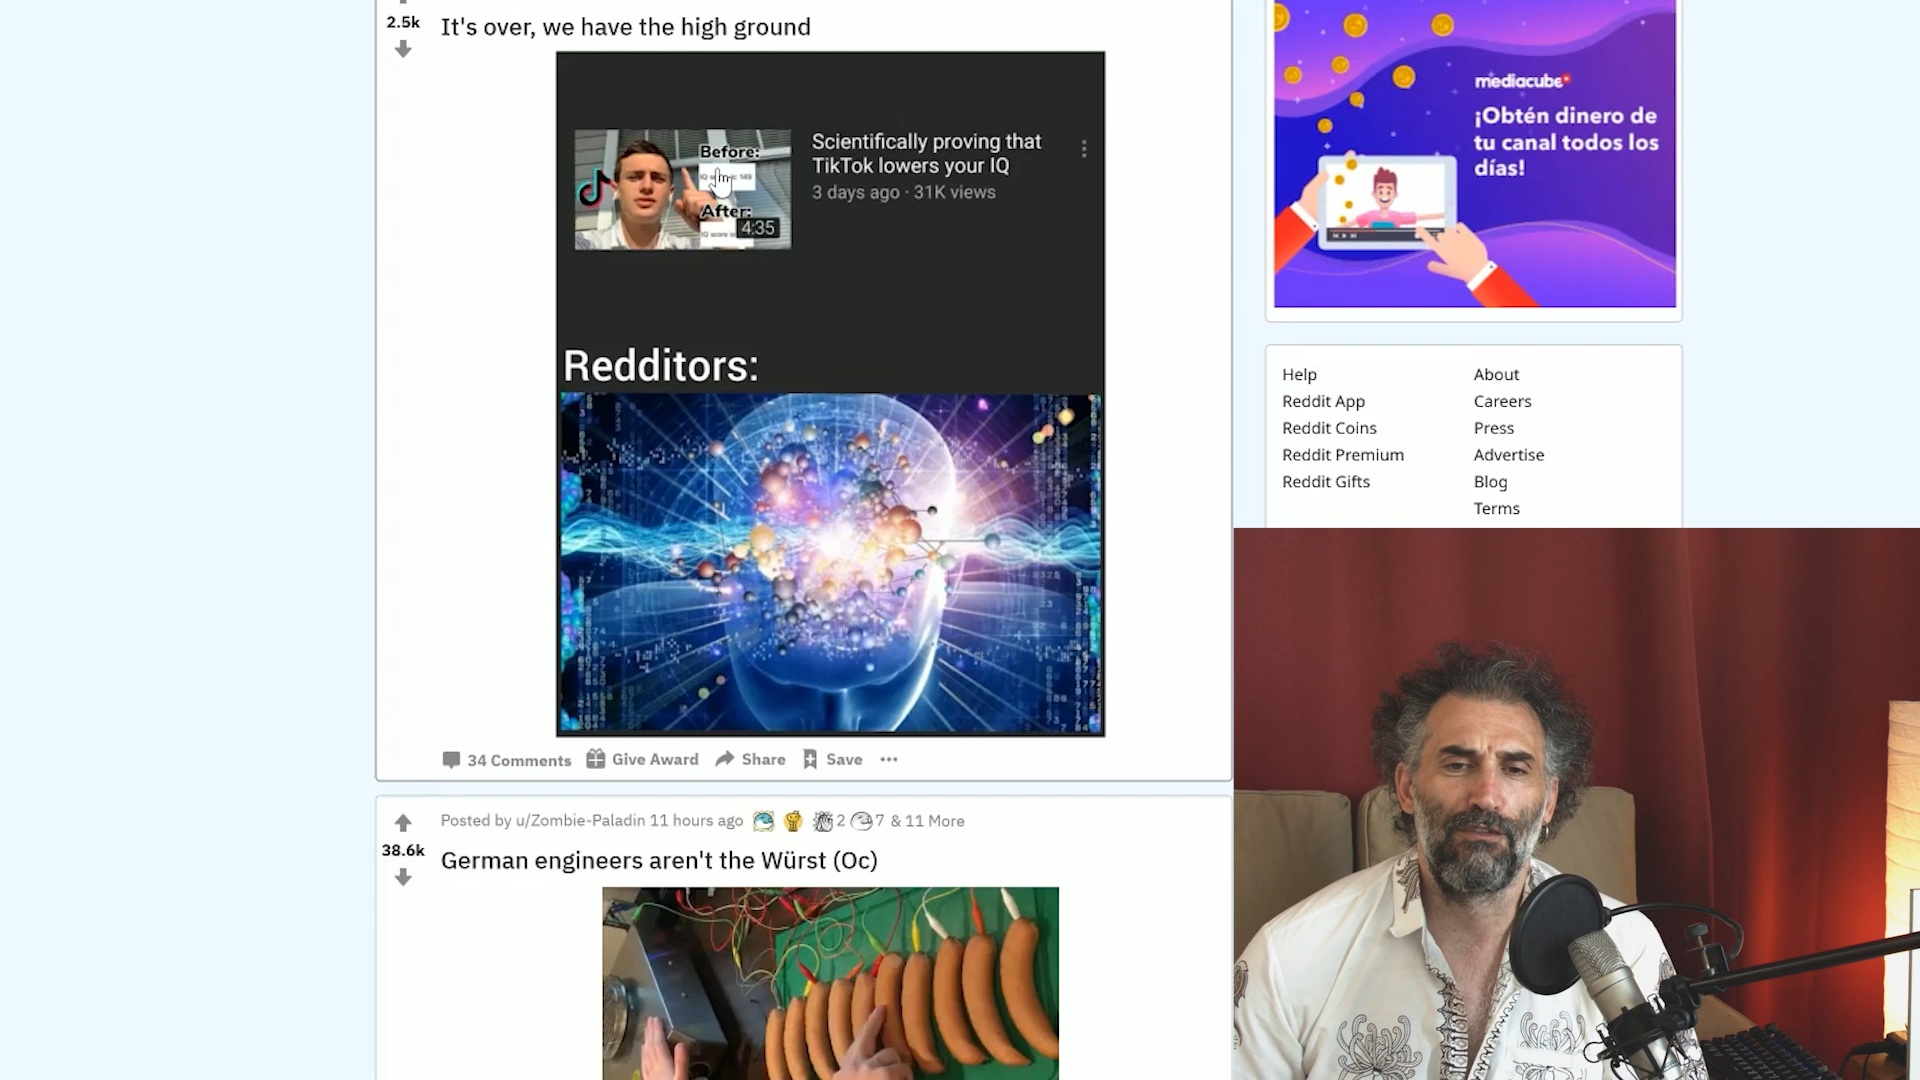 2.5k
It's over, we have the high ground
Before:
After:
4:35
Scientifically proving that
TikTok lowers your IQ
3 days ago · 31K views
Redditors:
34 Comments
Give Award
Share
Save
Posted by u/Zombie-Paladin 11 hours ago
2
7
& 11 More
38.6k
German engineers aren't the Würst (Oc)
mediacube
¡Obtén dinero de
tu canal todos los
días!
Help
About
Reddit App
Careers
Reddit Coins
Press
Reddit Premium
Advertise
Reddit Gifts
Blog
Terms